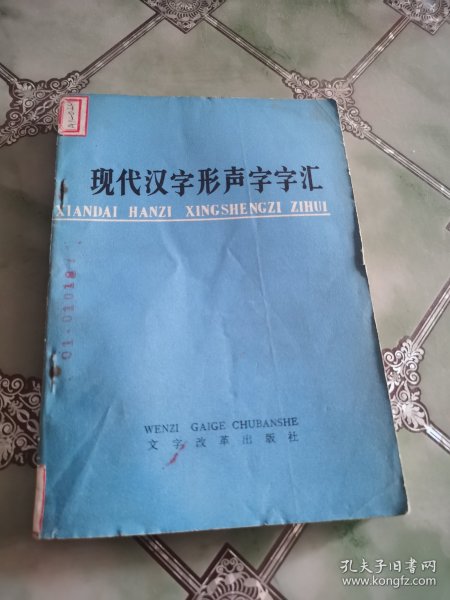 现代汉字形声字字汇
XIANDAI HANZI XINGSHENGZI ZIHUI
WENZI GAIGE CHUBANSHE
文字改革出版社
孔夫子旧书网
www.kongfz.com